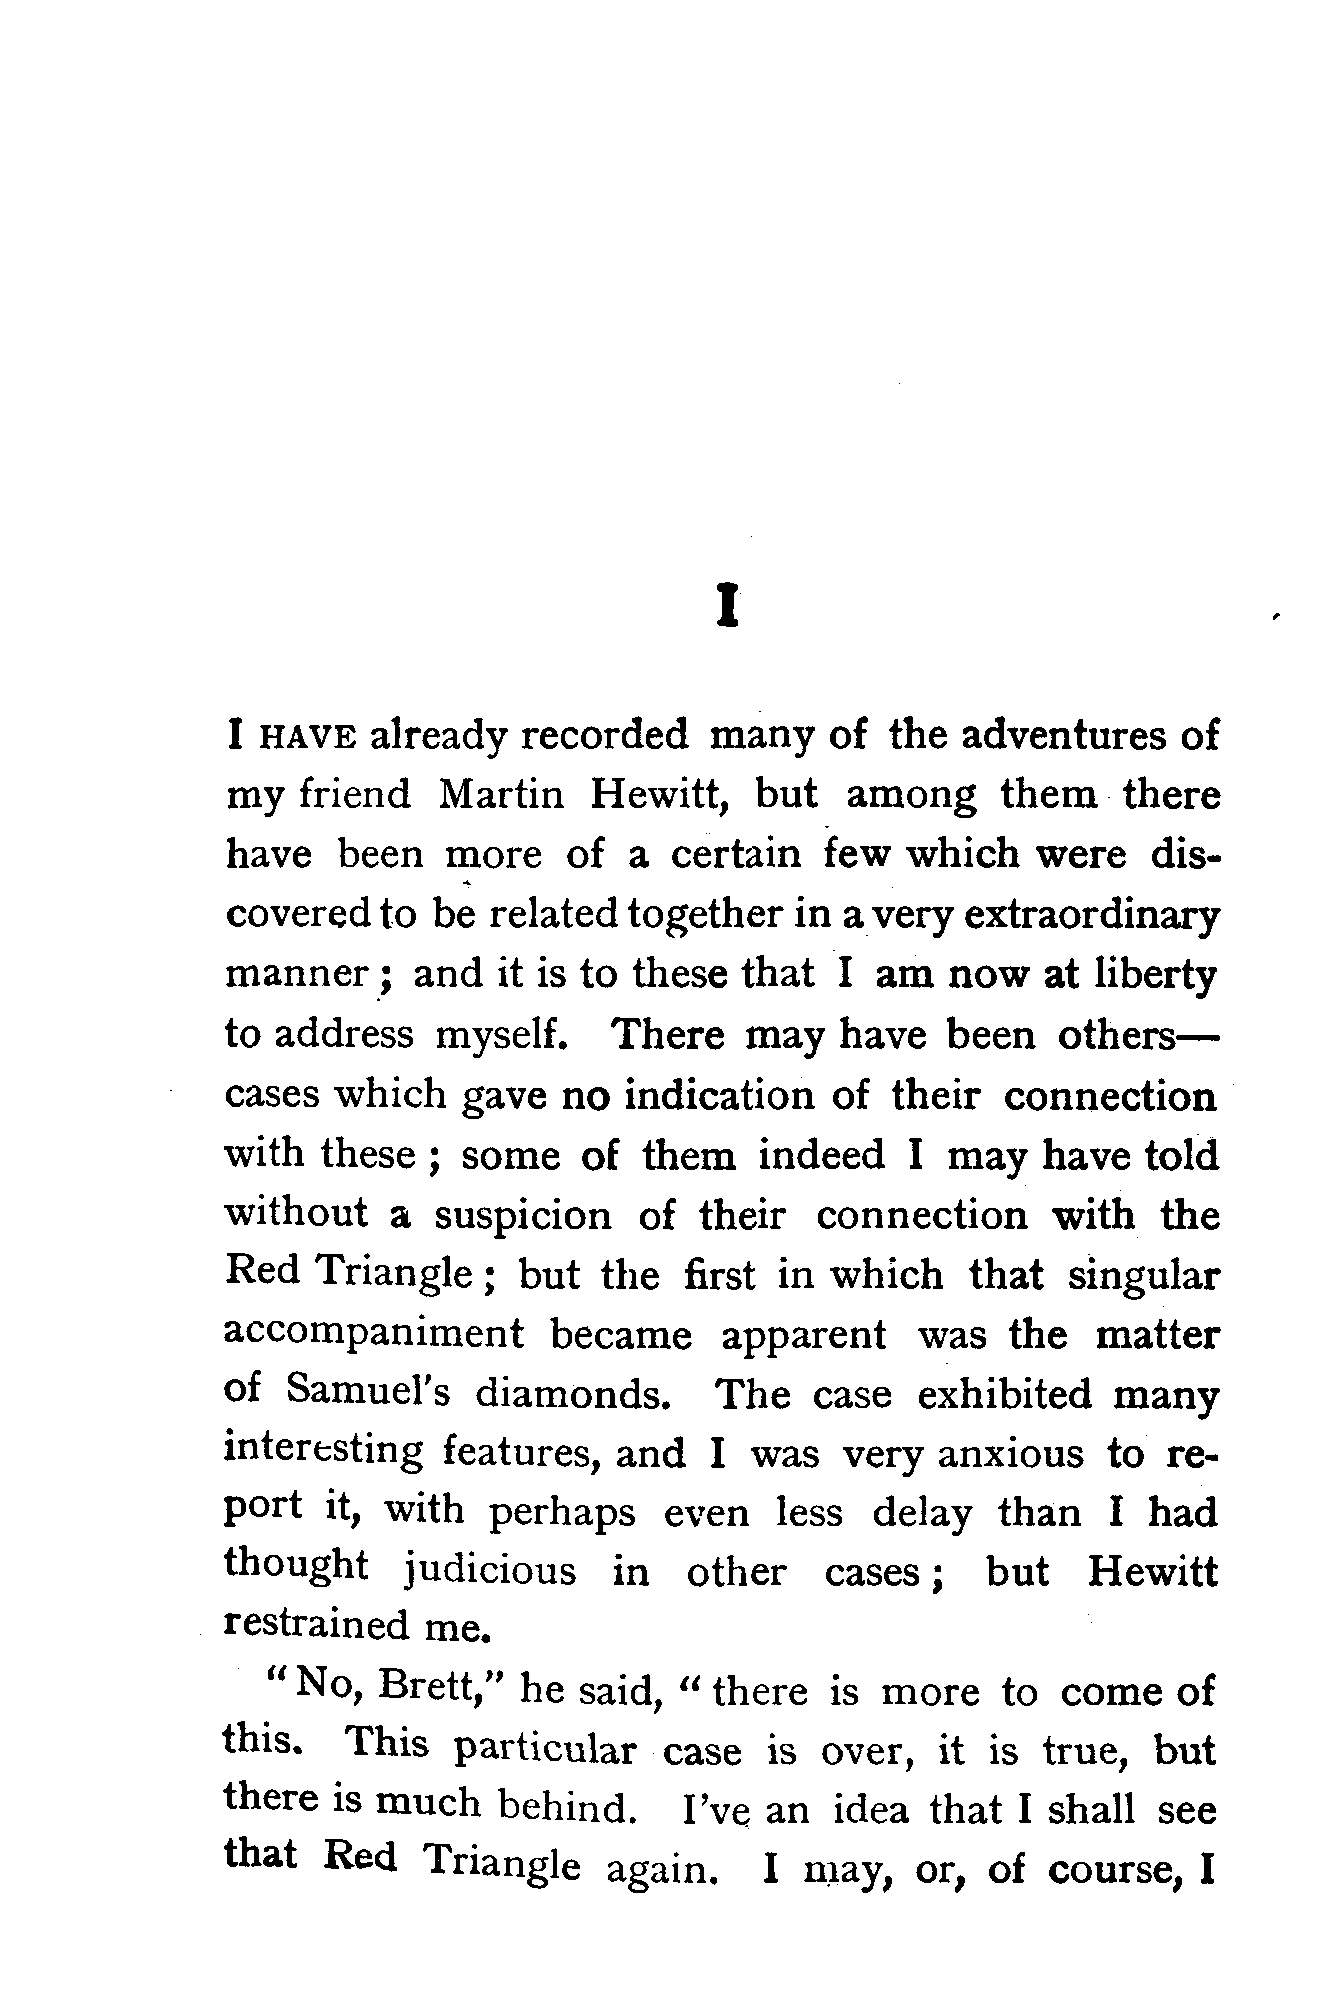 I
I HAVE already recorded many of the adventures of
my friend Martin Hewitt, but among them there
have been more of a certain few which were dis-
covered to be related together in a very extraordinary
manner ; and it is to these that I am now at liberty
to address myself. There may have been others—
cases which gave no indication of their connection
with these ; some of them indeed I may have told
without a suspicion of their connection with the
Red Triangle ; but the first in which that singular
accompaniment became apparent was the matter
of Samuel's diamonds. The case exhibited many
interesting features, and I was very anxious to re-
port it, with perhaps even less delay than I had
thought judicious in other cases ; but Hewitt
restrained me.
“ No, Brett,” he said, “ there is more to come of
this. This particular case is over, it is true, but
there is much behind. I've an idea that I shall see
that Red Triangle again. I may, or, of course, I